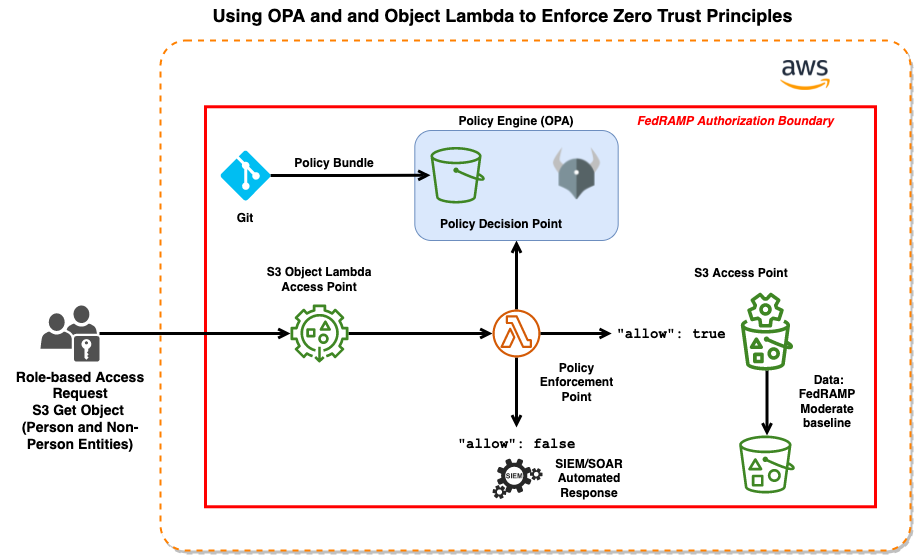 Using OPA and and Object Lambda to Enforce Zero Trust Principles
aws
Policy Engine (OPA)
FedRAMP Authorization Boundary
Policy Bundle
Git
Policy Decision Point
S3 Object Lambda
Access Point
S3 Access Point
"allow": true
Role-based Access
Request
S3 Get Object
(Person and Non-
Person Entities)
Policy
Enforcement
Point
Data:
FedRAMP
Moderate
baseline
"allow": false
SIEM
SIEM/SOAR
Automated
Response